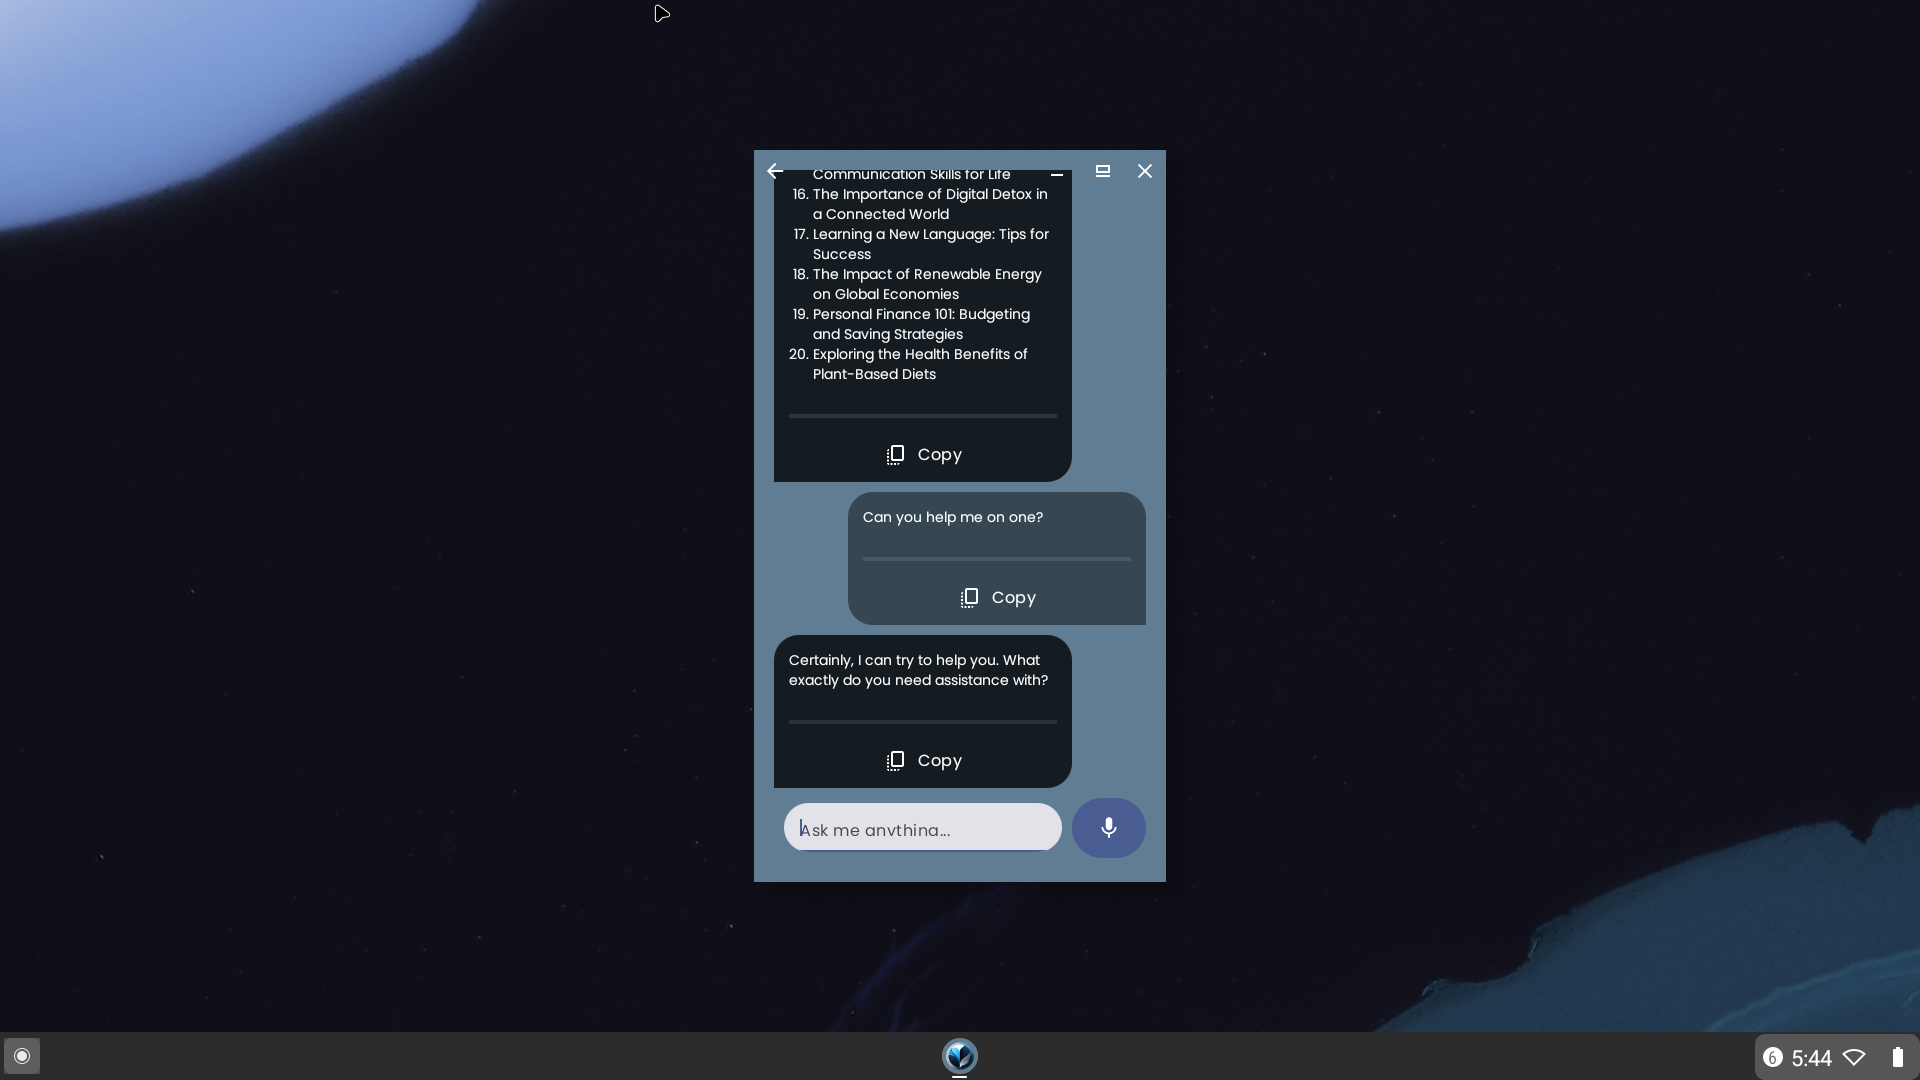 Communication Skills for Life
16. The Importance of Digital Detox in
a Connected World
17. Learning a New Language: Tips for
Success
18. The Impact of Renewable Energy
on Global Economies
19. Personal Finance 101: Budgeting
and Saving Strategies
20. Exploring the Health Benefits of
Plant-Based Diets
Copy
Can you help me on one?
Copy
Certainly, I can try to help you. What
exactly do you need assistance with?
Copy
Ask me anything...
6 5:44